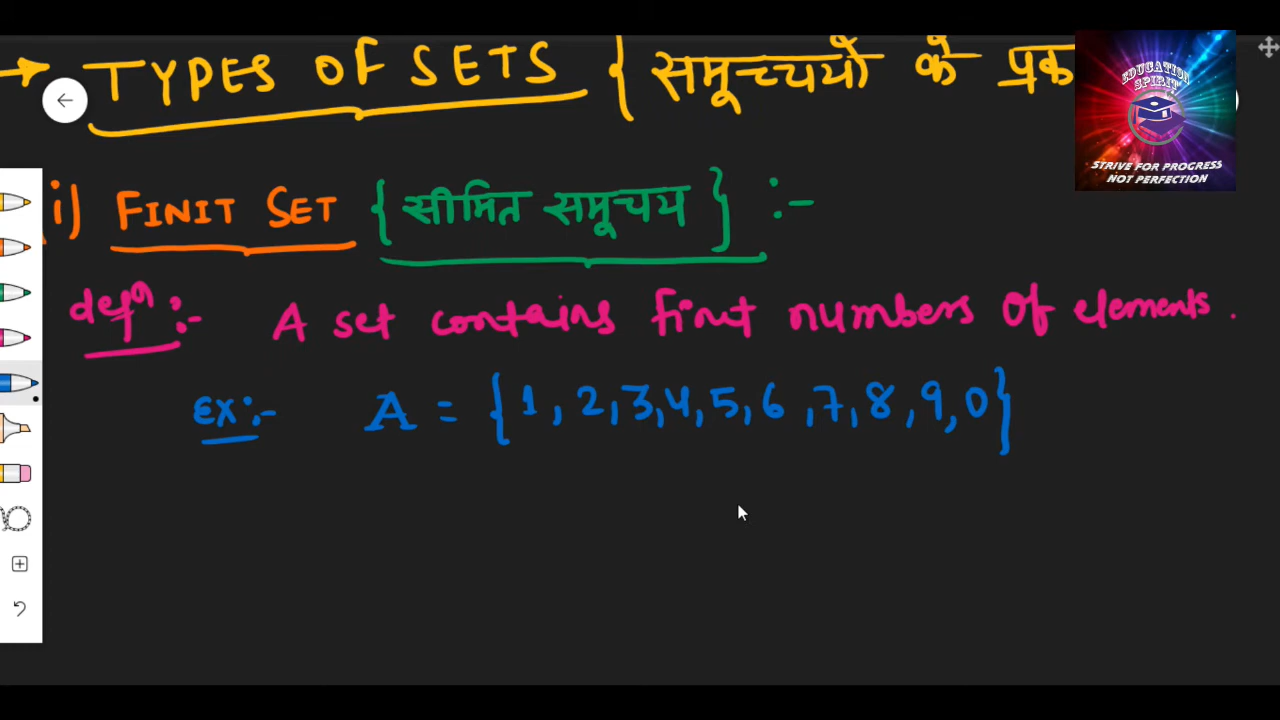 → TYPES OF SETS { समूच्चयो के प्रक
EDUCATION SPIRIT
STRIVE FOR PROGRESS
NOT PERFECTION
(i) FINIT SET { सीमित समूचय } :-
defⁿ :- A set contains finit numbers of elements.
Ex:- A = {1, 2, 3, 4, 5, 6, 7, 8, 9, 0}